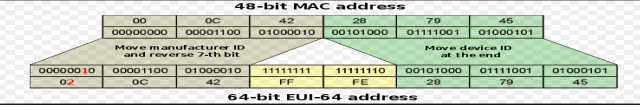 48-bit MAC address
00 0C 42 28 79 45
00000000 00001100 01000010 00101000 01111001 01000101
Move manufacturer ID
and reverse 7-th bit
Move device ID
at the end
00000010 00001100 01000010 11111111 11111110 00101000 01111001 01000101
02 0C 42 FF FE 28 79 45
64-bit EUI-64 address